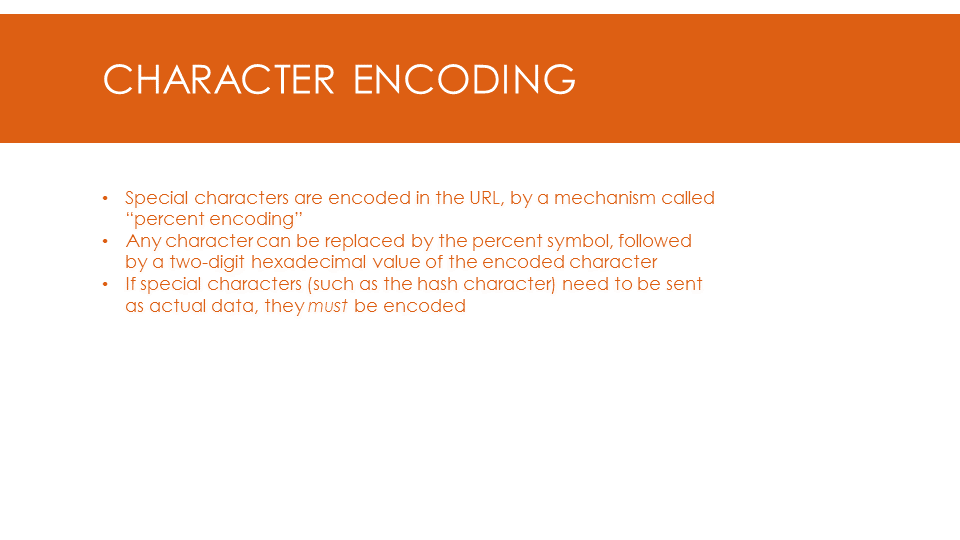 CHARACTER ENCODING
• Special characters are encoded in the URL, by a mechanism called
“percent encoding”
• Any character can be replaced by the percent symbol, followed
by a two-digit hexadecimal value of the encoded character
• If special characters (such as the hash character) need to be sent
as actual data, they must be encoded